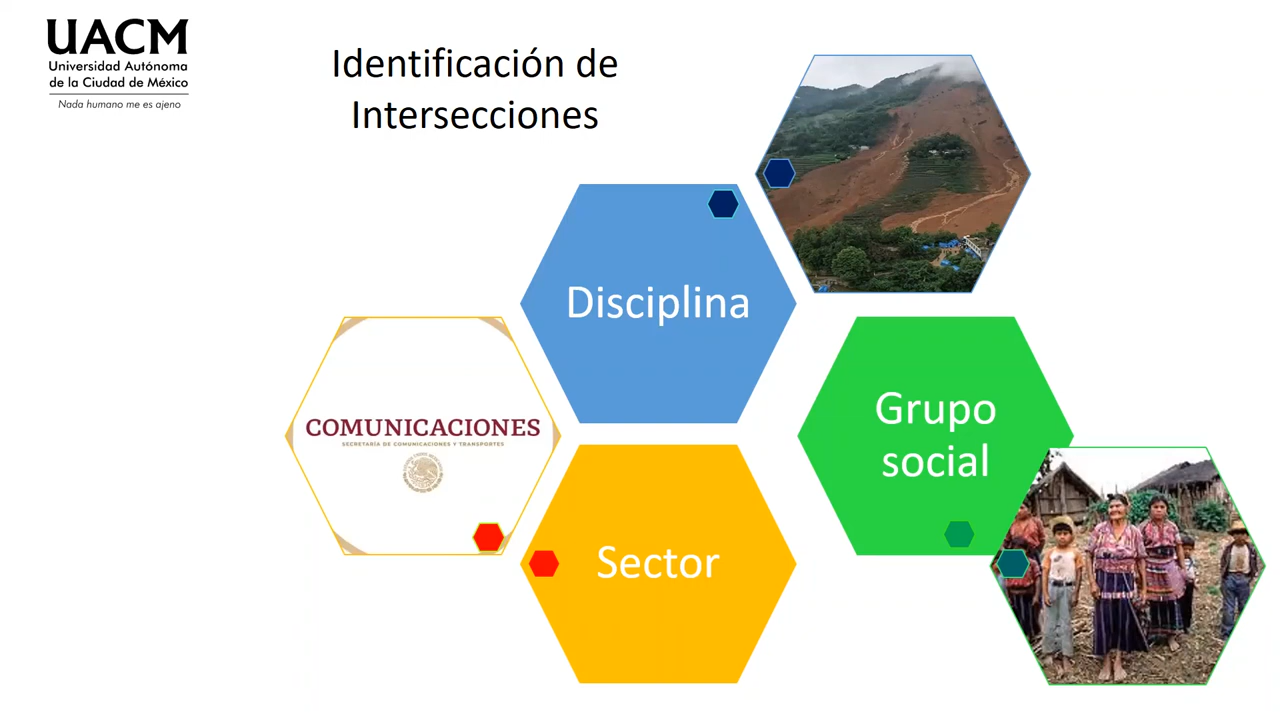 UACM
Universidad Autónoma
de la Ciudad de México
Nada humano me es ajeno
Identificación de
Intersecciones
Disciplina
Grupo
social
COMUNICACIONES
SECRETARÍA DE COMUNICACIONES Y TRANSPORTES
Sector